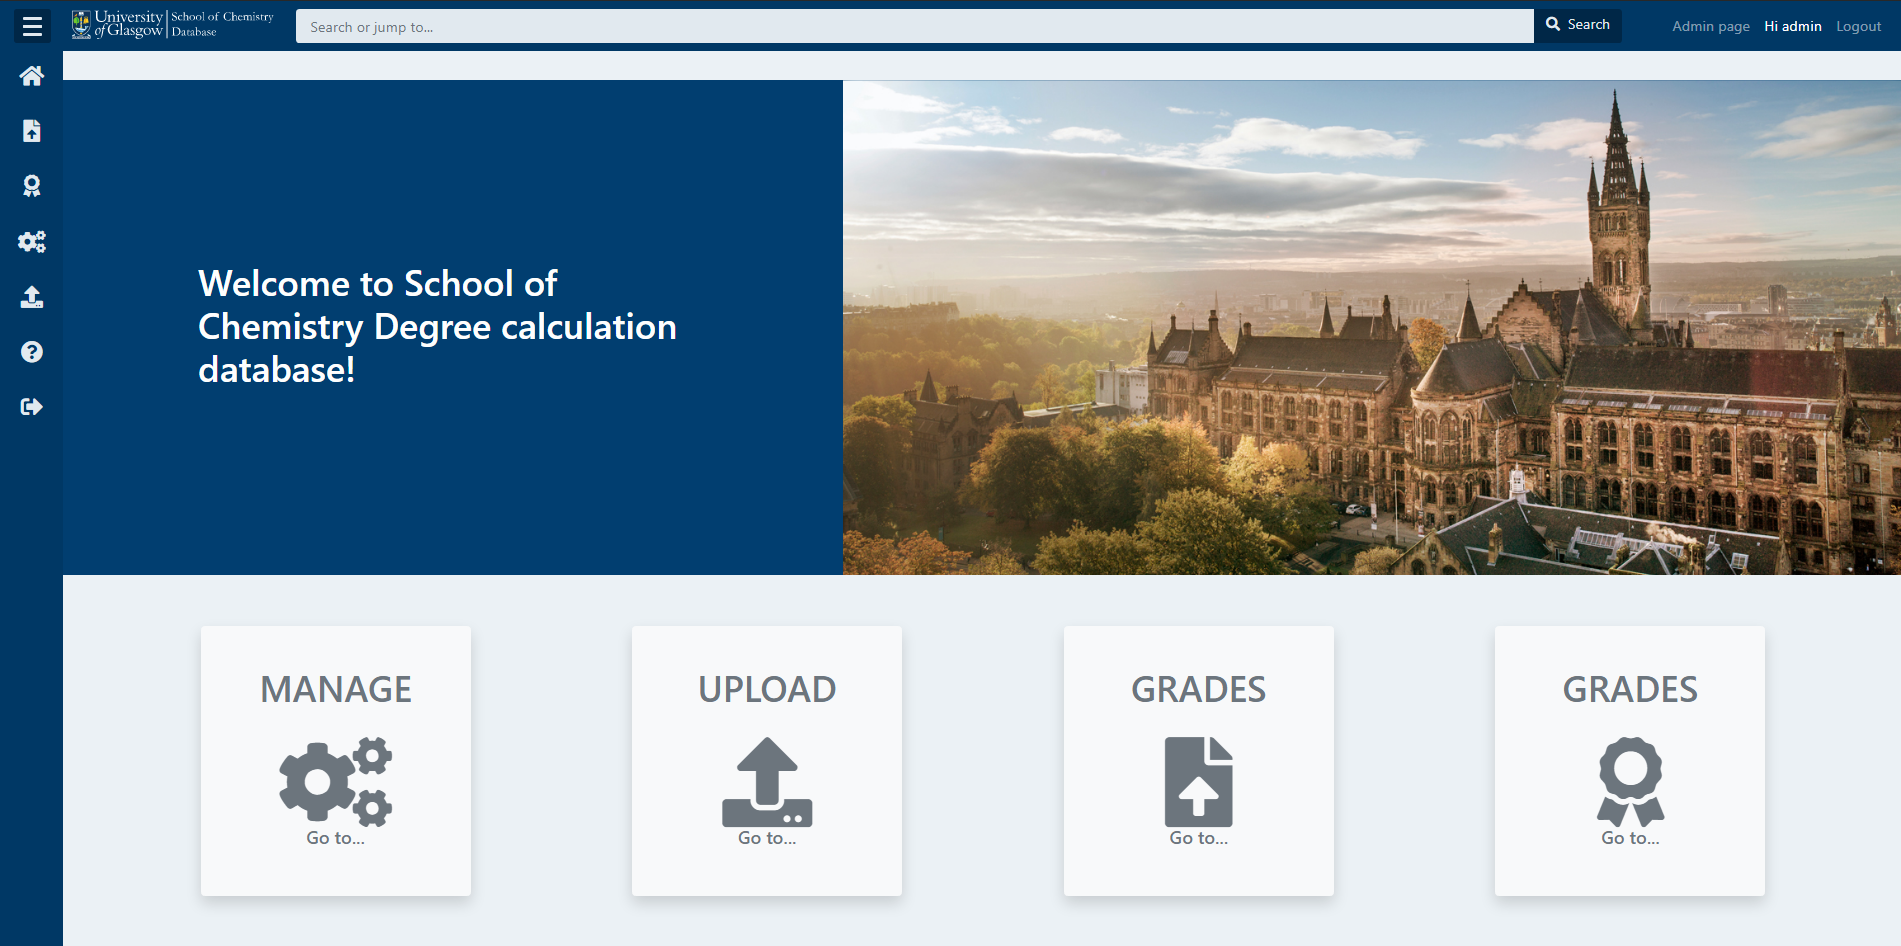 University of Glasgow
School of Chemistry
Database
Search or jump to...
Search
Admin page
Hi admin
Logout
Welcome to School of
Chemistry Degree calculation
database!
MANAGE
Go to...
UPLOAD
Go to...
GRADES
Go to...
GRADES
Go to...